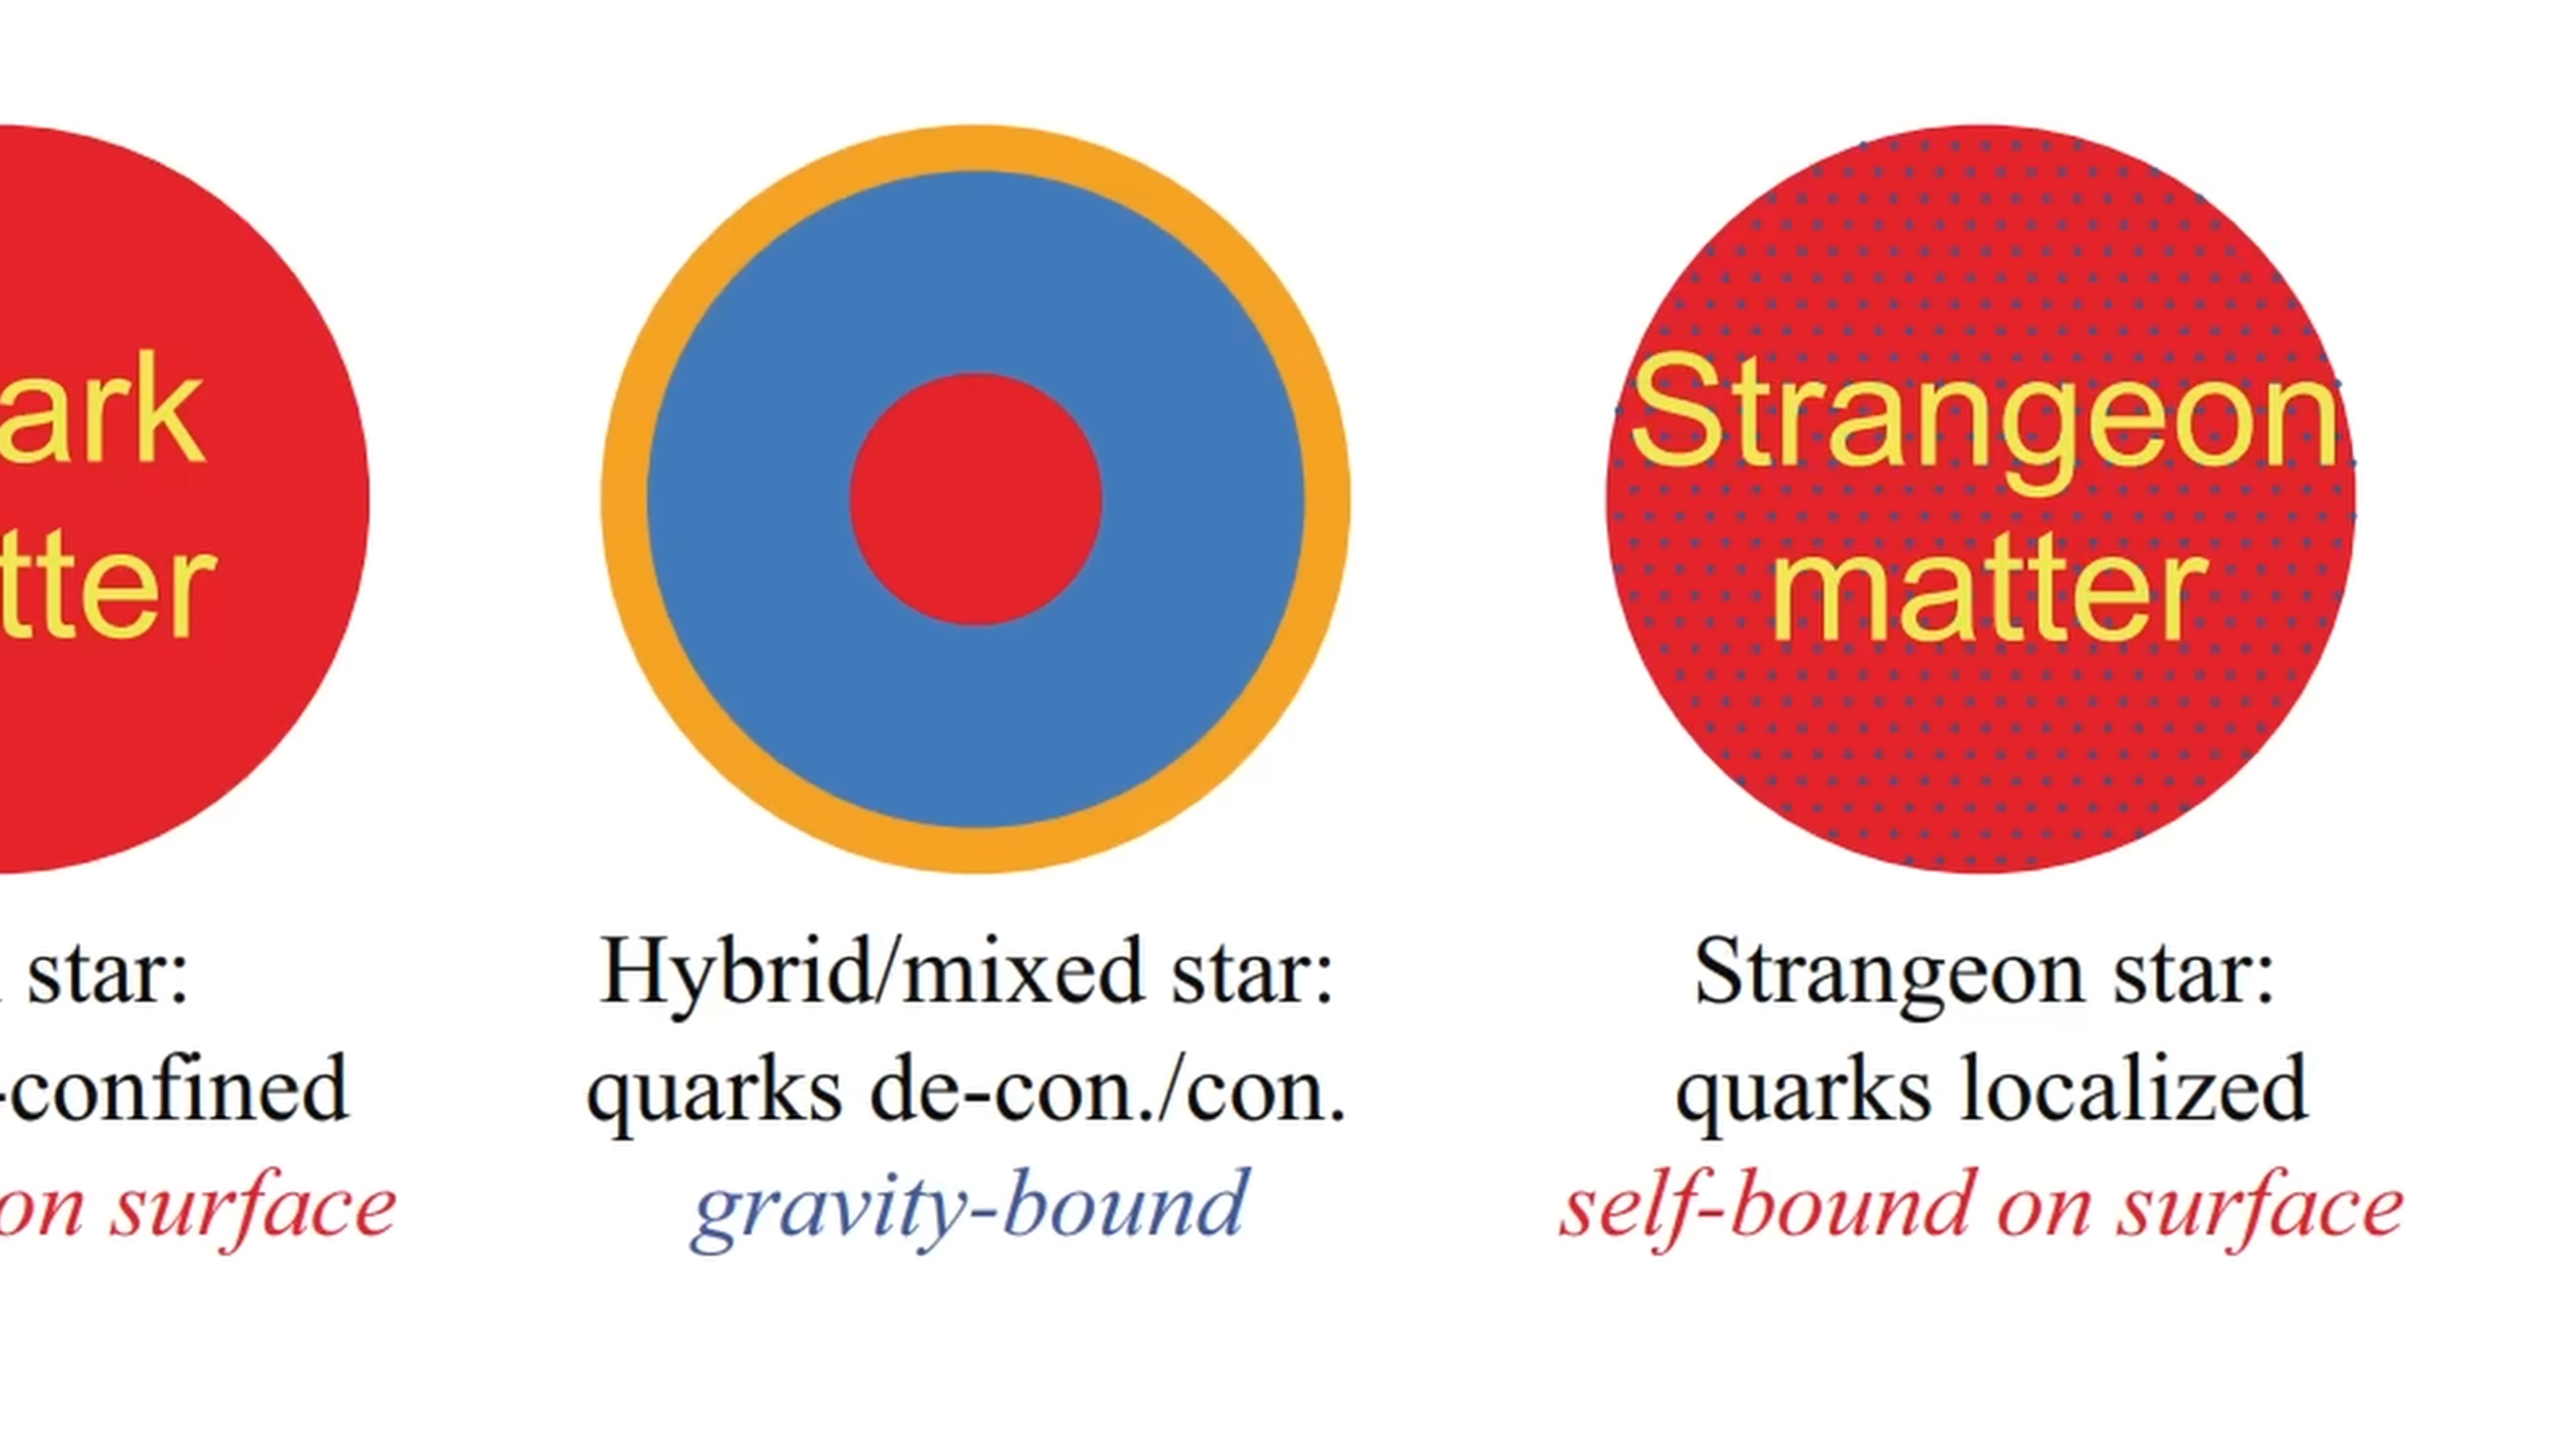 ark
tter
star:
-confined
on surface
Hybrid/mixed star:
quarks de-con./con.
gravity-bound
Strangeon
matter
Strangeon star:
quarks localized
self-bound on surface